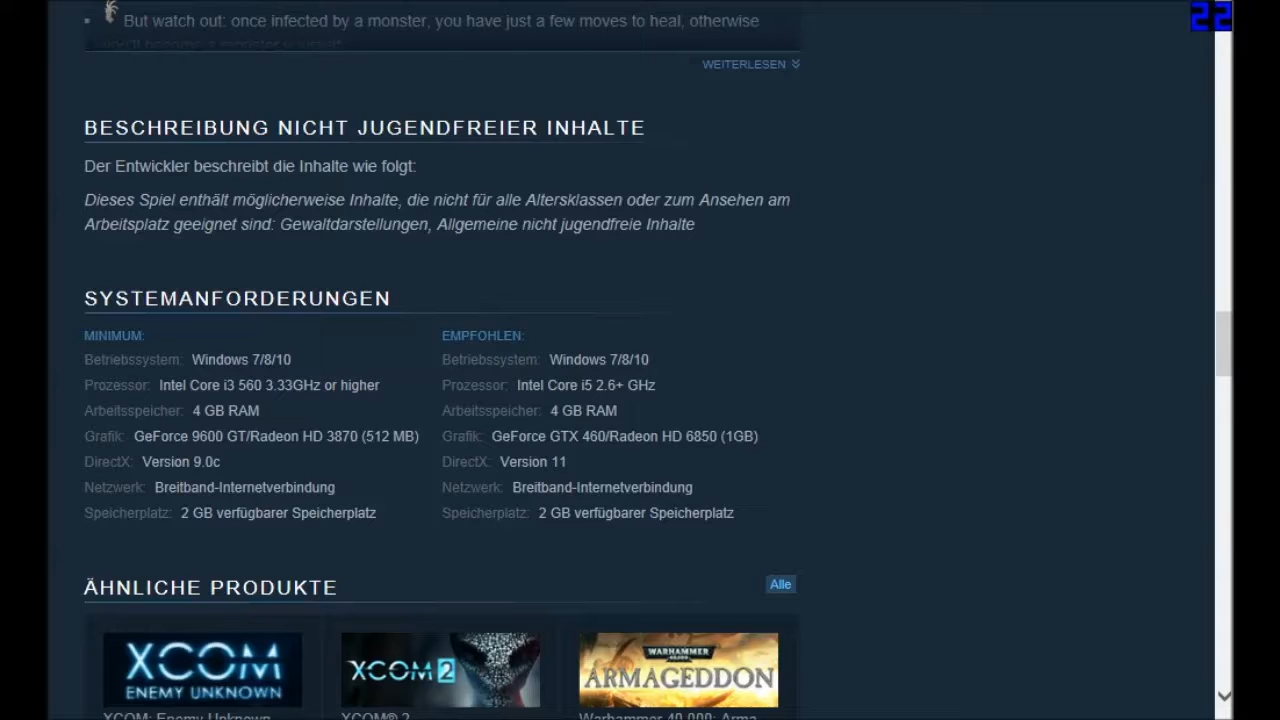 22
But watch out: once infected by a monster, you have just a few moves to heal, otherwise
you'll become a monster yourself!
WEITERLESEN
BESCHREIBUNG NICHT JUGENDFREIER INHALTE
Der Entwickler beschreibt die Inhalte wie folgt:
Dieses Spiel enthält möglicherweise Inhalte, die nicht für alle Altersklassen oder zum Ansehen am
Arbeitsplatz geeignet sind: Gewaltdarstellungen, Allgemeine nicht jugendfreie Inhalte
SYSTEMANFORDERUNGEN
MINIMUM:
Betriebssystem: Windows 7/8/10
Prozessor: Intel Core i3 560 3.33GHz or higher
Arbeitsspeicher: 4 GB RAM
Grafik: GeForce 9600 GT/Radeon HD 3870 (512 MB)
DirectX: Version 9.0c
Netzwerk: Breitband-Internetverbindung
Speicherplatz: 2 GB verfügbarer Speicherplatz
EMPFOHLEN:
Betriebssystem: Windows 7/8/10
Prozessor: Intel Core i5 2.6+ GHz
Arbeitsspeicher: 4 GB RAM
Grafik: GeForce GTX 460/Radeon HD 6850 (1GB)
DirectX: Version 11
Netzwerk: Breitband-Internetverbindung
Speicherplatz: 2 GB verfügbarer Speicherplatz
ÄHNLICHE PRODUKTE
Alle
XCOM
ENEMY UNKNOWN
XCOM 2
WARHAMMER
ARMAGEDDON
XCOM: Enemy Unknown
XCOM® 2
Warhammer 40,000: Arma